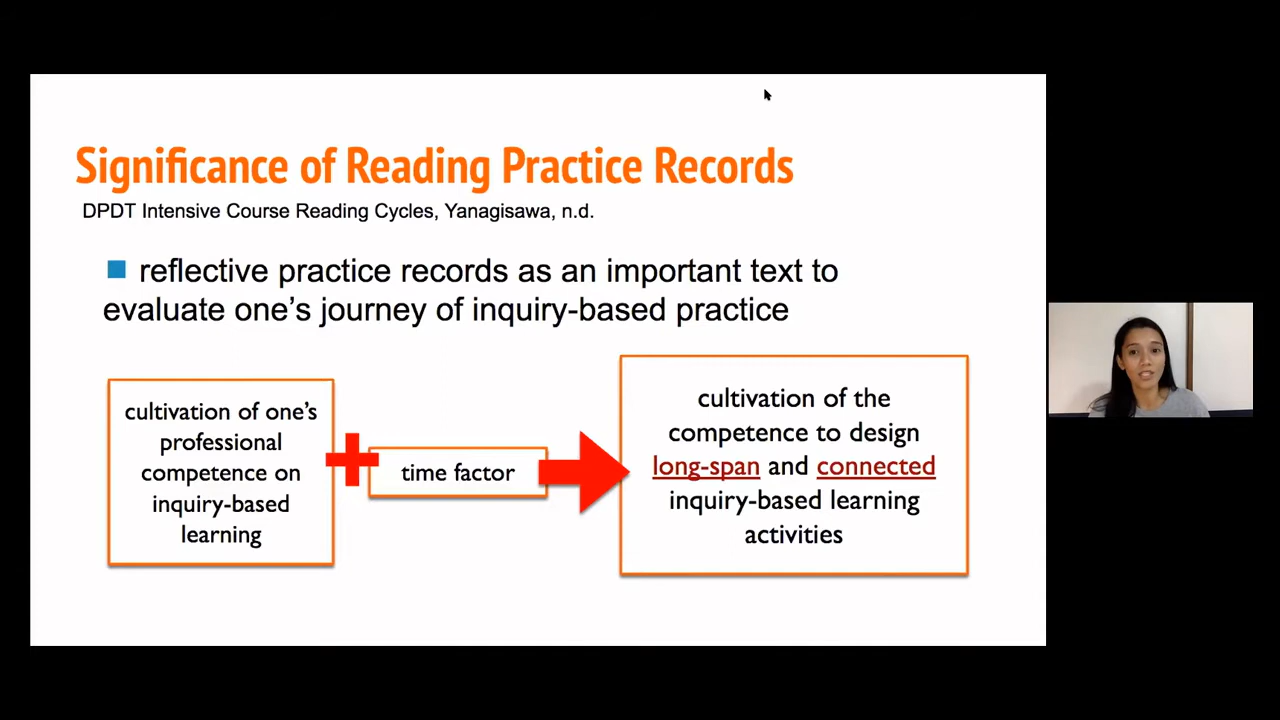 Significance of Reading Practice Records
DPDT Intensive Course Reading Cycles, Yanagisawa, n.d.
reflective practice records as an important text to
evaluate one’s journey of inquiry-based practice
cultivation of one’s
professional
competence on
inquiry-based
learning
time factor
cultivation of the
competence to design
long-span and connected
inquiry-based learning
activities